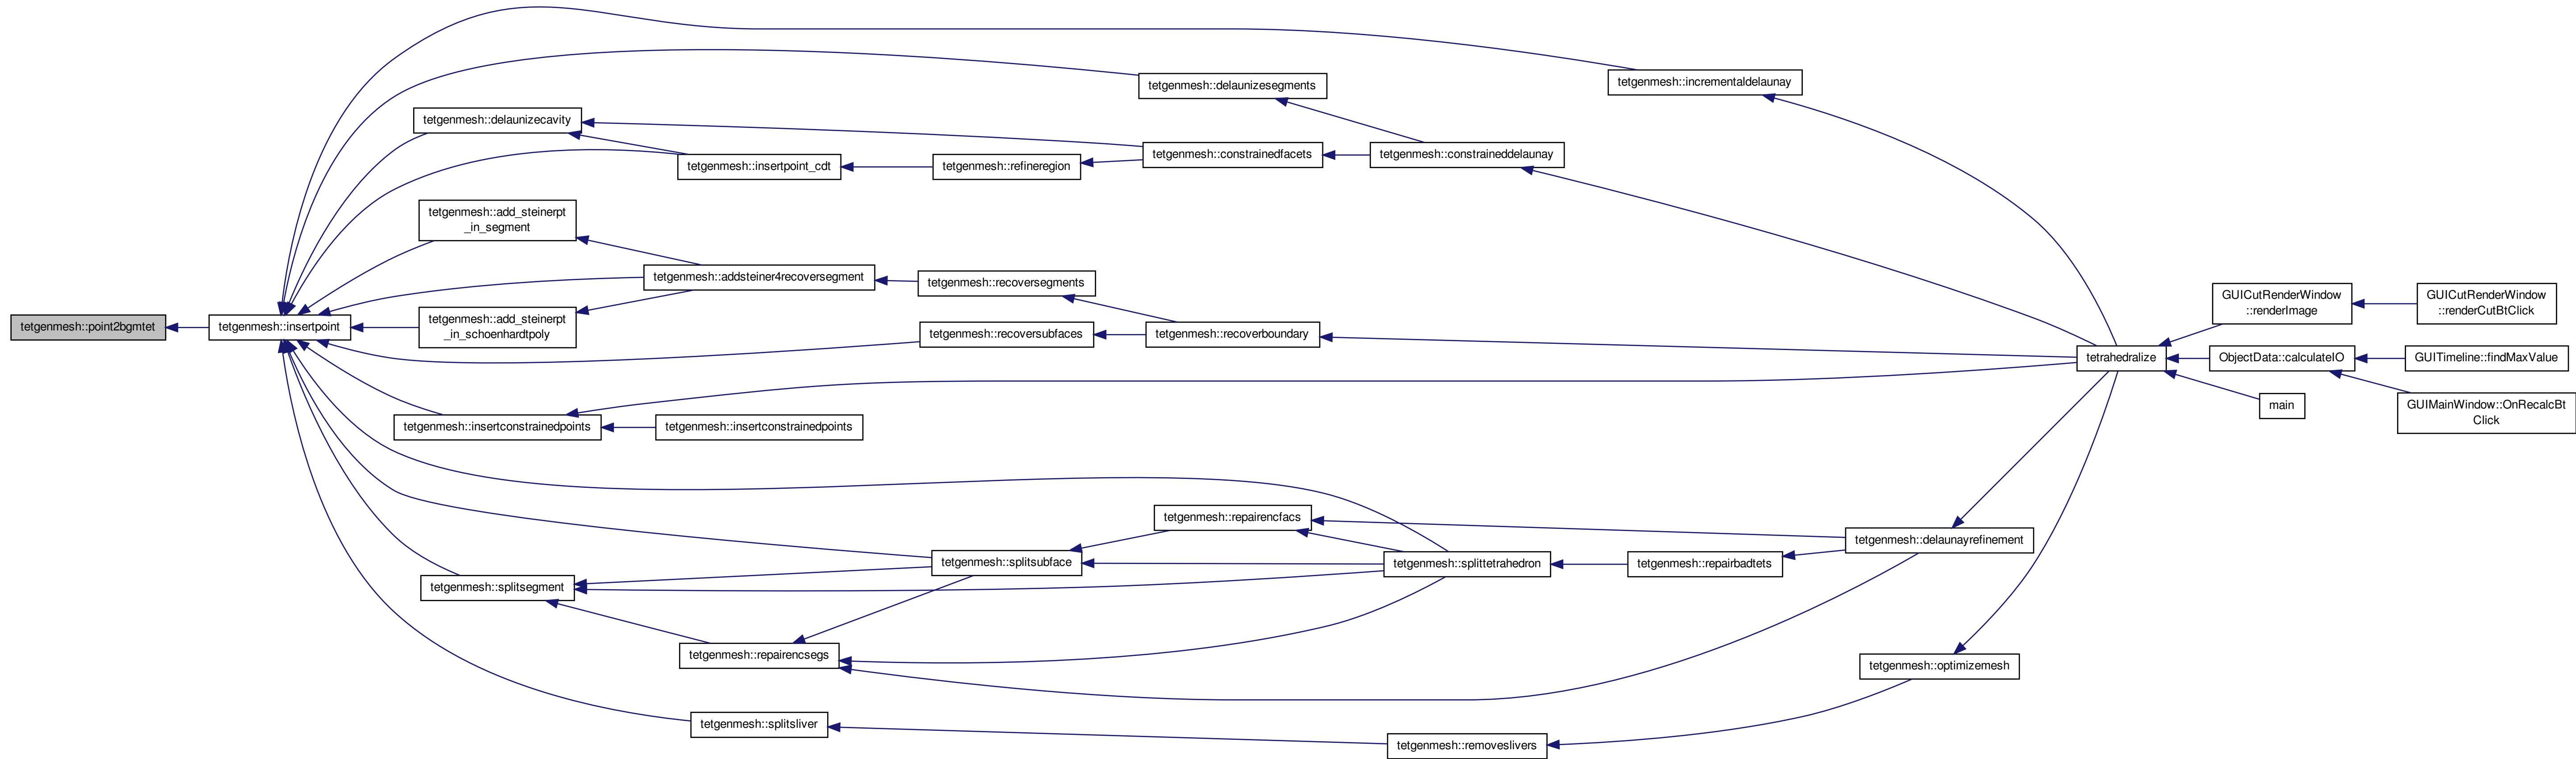 tetgenmesh::point2bgmtet
tetgenmesh::insertpoint
tetgenmesh::delaunizecavity
tetgenmesh::insertpoint_cdt
tetgenmesh::refineregion
tetgenmesh::delaunizesegments
tetgenmesh::constrainedfacets
tetgenmesh::constraineddelaunay
tetgenmesh::incrementaldelaunay
tetgenmesh::add_steinerpt
_in_segment
tetgenmesh::addsteiner4recoversegment
tetgenmesh::add_steinerpt
_in_schoenhardtpoly
tetgenmesh::recoversegments
tetgenmesh::recoversubfaces
tetgenmesh::recoverboundary
tetgenmesh::insertconstrainedpoints
tetgenmesh::insertconstrainedpoints
tetgenmesh::repairencfacs
tetgenmesh::splitsubface
tetgenmesh::splitsegment
tetgenmesh::splittetrahedron
tetgenmesh::repairbadtets
tetgenmesh::delaunayrefinement
tetgenmesh::repairencsegs
tetgenmesh::optimizemesh
tetgenmesh::splitsliver
tetgenmesh::removeslivers
tetrahedralize
GUICutRenderWindow
::renderImage
GUICutRenderWindow
::renderCutBtClick
ObjectData::calculateIO
GUITimeline::findMaxValue
main
GUIMainWindow::OnRecalcBt
Click